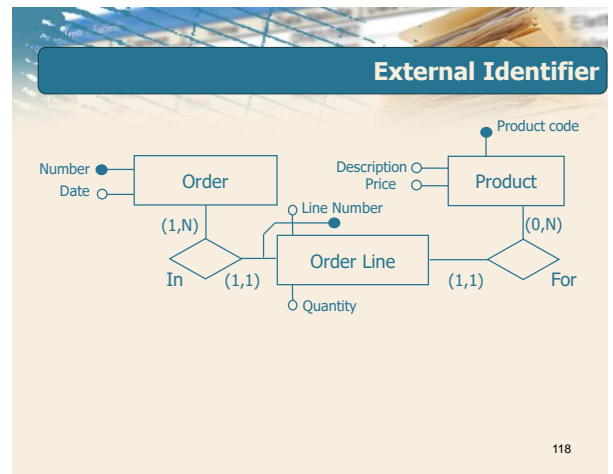 External Identifier
Product code
Number
Date
Order
Description
Price
Product
Line Number
(1,N)
(0,N)
Order Line
In
(1,1)
(1,1)
For
Quantity
118